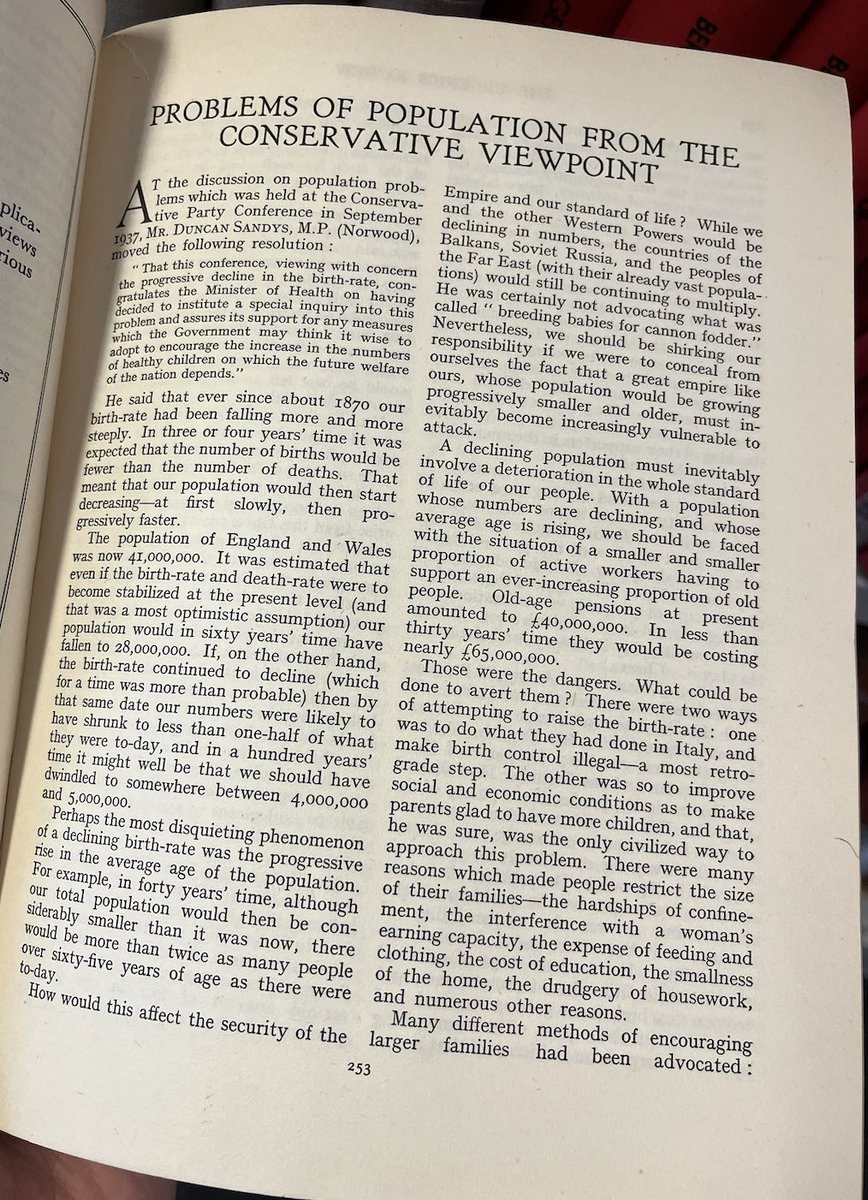 plica-
views
rious
es
PROBLEMS OF POPULATION FROM THE
CONSERVATIVE VIEWPOINT
AT the discussion on population prob-
lems which was held at the Conserva-
tive Party Conference in September
1937, MR. DUNCAN SANDYS, M.P. (Norwood),
moved the following resolution :
" That this conference, viewing with concern
the progressive decline in the birth-rate, con-
gratulates the Minister of Health on having
decided to institute a special inquiry into this
problem and assures its support for any measures
which the Government may think it wise to
adopt to encourage the increase in the numbers
of healthy children on which the future welfare
of the nation depends."
He said that ever since about 1870 our
birth-rate had been falling more and more
steeply. In three or four years' time it was
expected that the number of births would be
fewer than the number of deaths. That
meant that our population would then start
decreasing—at first slowly, then pro-
gressively faster.
The population of England and Wales
was now 41,000,000. It was estimated that
even if the birth-rate and death-rate were to
become stabilized at the present level (and
that was a most optimistic assumption) our
population would in sixty years' time have
fallen to 28,000,000. If, on the other hand,
the birth-rate continued to decline (which
for a time was more than probable) then by
that same date our numbers were likely to
have shrunk to less than one-half of what
they were to-day, and in a hundred years'
time it might well be that we should have
dwindled to somewhere between 4,000,000
and 5,000,000.
Perhaps the most disquieting phenomenon
of a declining birth-rate was the progressive
rise in the average age of the population.
For example, in forty years' time, although
our total population would then be con-
siderably smaller than it was now, there
would be more than twice as many people
over sixty-five years of age as there were
to-day.
How would this affect the security of the
Empire and our standard of life ? While we
and the other Western Powers would be
declining in numbers, the countries of the
Balkans, Soviet Russia, and the peoples of
the Far East (with their already vast popula-
tions) would still be continuing to multiply.
He was certainly not advocating what was
called " breeding babies for cannon fodder."
Nevertheless, we should be shirking our
responsibility if we were to conceal from
ourselves the fact that a great empire like
ours, whose population would be growing
progressively smaller and older, must in-
evitably become increasingly vulnerable to
attack.
A declining population must inevitably
involve a deterioration in the whole standard
of life of our people. With a population
whose numbers are declining, and whose
average age is rising, we should be faced
with the situation of a smaller and smaller
proportion of active workers having to
support an ever-increasing proportion of old
people. Old-age pensions at present
amounted to £40,000,000. In less than
thirty years' time they would be costing
nearly £65,000,000.
Those were the dangers. What could be
done to avert them ? There were two ways
of attempting to raise the birth-rate : one
was to do what they had done in Italy, and
make birth control illegal—a most retro-
grade step. The other was so to improve
social and economic conditions as to make
parents glad to have more children, and that,
he was sure, was the only civilized way to
approach this problem. There were many
reasons which made people restrict the size
of their families—the hardships of confine-
ment, the interference with a woman's
earning capacity, the expense of feeding and
clothing, the cost of education, the smallness
of the home, the drudgery of housework,
and numerous other reasons.
Many different methods of encouraging
larger families had been advocated :
253